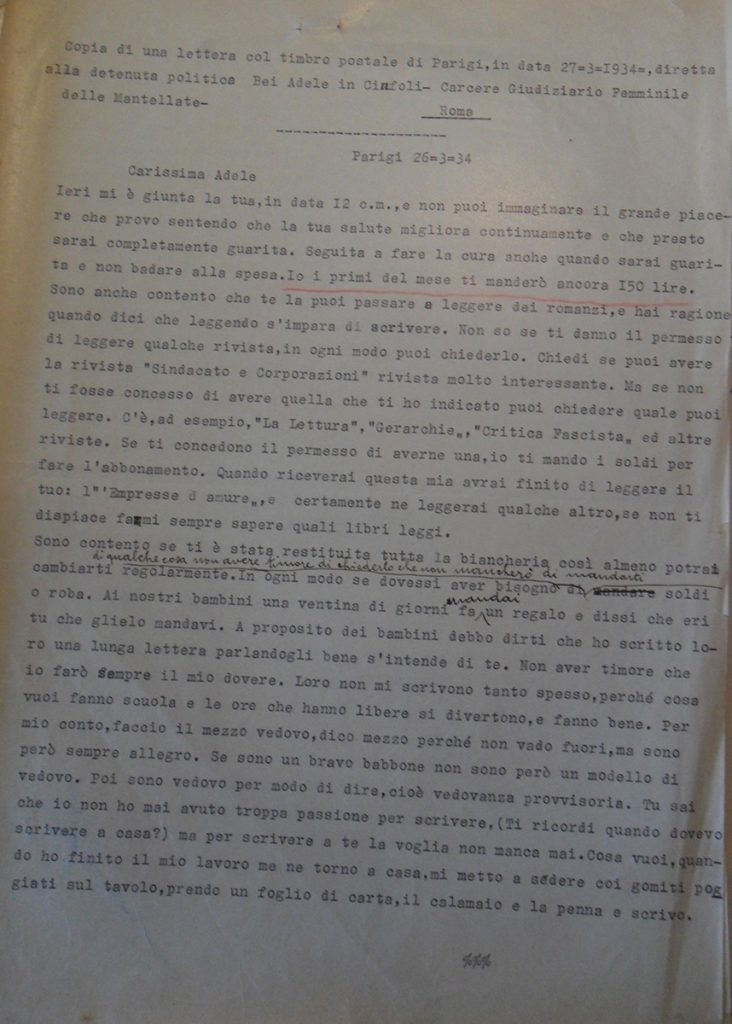 Copia di una lettera col timbro postale di Parigi,in data 27=3=I934=,diretta
alla detenuta politica Bei Adele in Ciufoli- Carcere Giudiziario Femminile
delle Mantellate- Roma
--------------------
Parigi 26=3=34
Carissima Adele
Ieri mi è giunta la tua,in data I2 c.m.,e non puoi immaginare il grande piace-
re che provo sentendo che la tua salute migliora continuamente e che presto
sarai completamente guarita. Seguita a fare la cura anche quando sarai guari-
ta e non badare alla spesa.Io i primi del mese ti manderò ancora I50 lire.
Sono anche contento che te la puoi passare a leggere dei romanzi,e hai ragione
quando dici che leggendo s'impara di scrivere. Non so se ti danno il permesso
di leggere qualche rivista,in ogni modo puoi chiederlo. Chiedi se puoi avere
la rivista "Sindacato e Corporazioni" rivista molto interessante. Ma se non
ti fosse concesso di avere quella che ti ho indicato puoi chiedere quale puoi
leggere. C'è,ad esempio,"La Lettura","Gerarchie„,"Critica Fascista„ ed altre
riviste. Se ti concedono il permesso di averne una,io ti mando i soldi per
fare l'abbonamento. Quando riceverai questa mia avrai finito di leggere il
tuo: l"'Empresse d amure„,e certamente ne leggerai qualche altro,se non ti
dispiace farmi sempre sapere quali libri leggi.
Sono contento se ti è stata restituita tutta la biancheria così almeno potrai
di qualche cosa non avere timore di chiederlo che non mancherò di mandarti
cambiarti regolarmente.In ogni modo se dovessi aver bisogno di mandare soldi
o roba. Ai nostri bambini una ventina di giorni fa mandai un regalo e dissi che eri
tu che glielo mandavi. A proposito dei bambini debbo dirti che ho scritto lo-
ro una lunga lettera parlandogli bene s'intende di te. Non aver timore che
io farò sempre il mio dovere. Loro non mi scrivono tanto spesso,perché cosa
vuoi fanno scuola e le ore che hanno libere si divertono,e fanno bene. Per
mio conto,faccio il mezzo vedovo,dico mezzo perché non vado fuori,ma sono
però sempre allegro. Se sono un bravo babbone non sono però un modello di
vedovo. Poi sono vedovo per modo di dire,cioè vedovanza provvisoria. Tu sai
che io non ho mai avuto troppa passione per scrivere,(Ti ricordi quando dovevo
scrivere a casa?) ma per scrivere a te la voglia non manca mai.Cosa vuoi,quan-
do ho finito il mio lavoro me ne torno a casa,mi metto a sedere coi gomiti pog
giati sul tavolo,prendo un foglio di carta,il calamaio e la penna e scrivo.
%%%